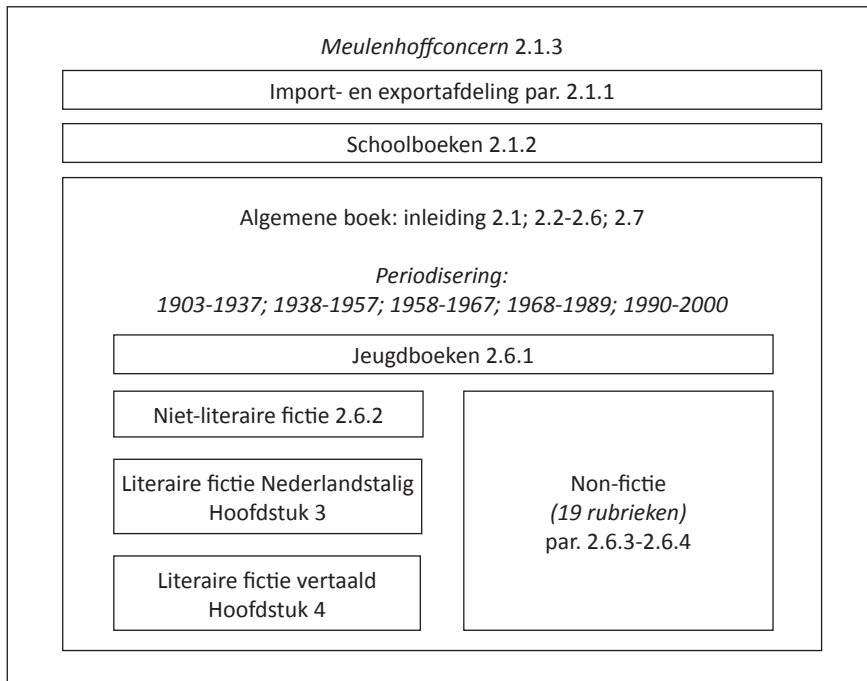 Meulenhoffconcern 2.1.3
Import- en exportafdeling par. 2.1.1
Schoolboeken 2.1.2
Algemene boek: inleiding 2.1; 2.2-2.6; 2.7
Periodisering:
1903-1937; 1938-1957; 1958-1967; 1968-1989; 1990-2000
Jeugdboeken 2.6.1
Niet-literaire fictie 2.6.2
Literaire fictie Nederlandstalig
Hoofdstuk 3
Literaire fictie vertaald
Hoofdstuk 4
Non-fictie
(19 rubrieken)
par. 2.6.3-2.6.4